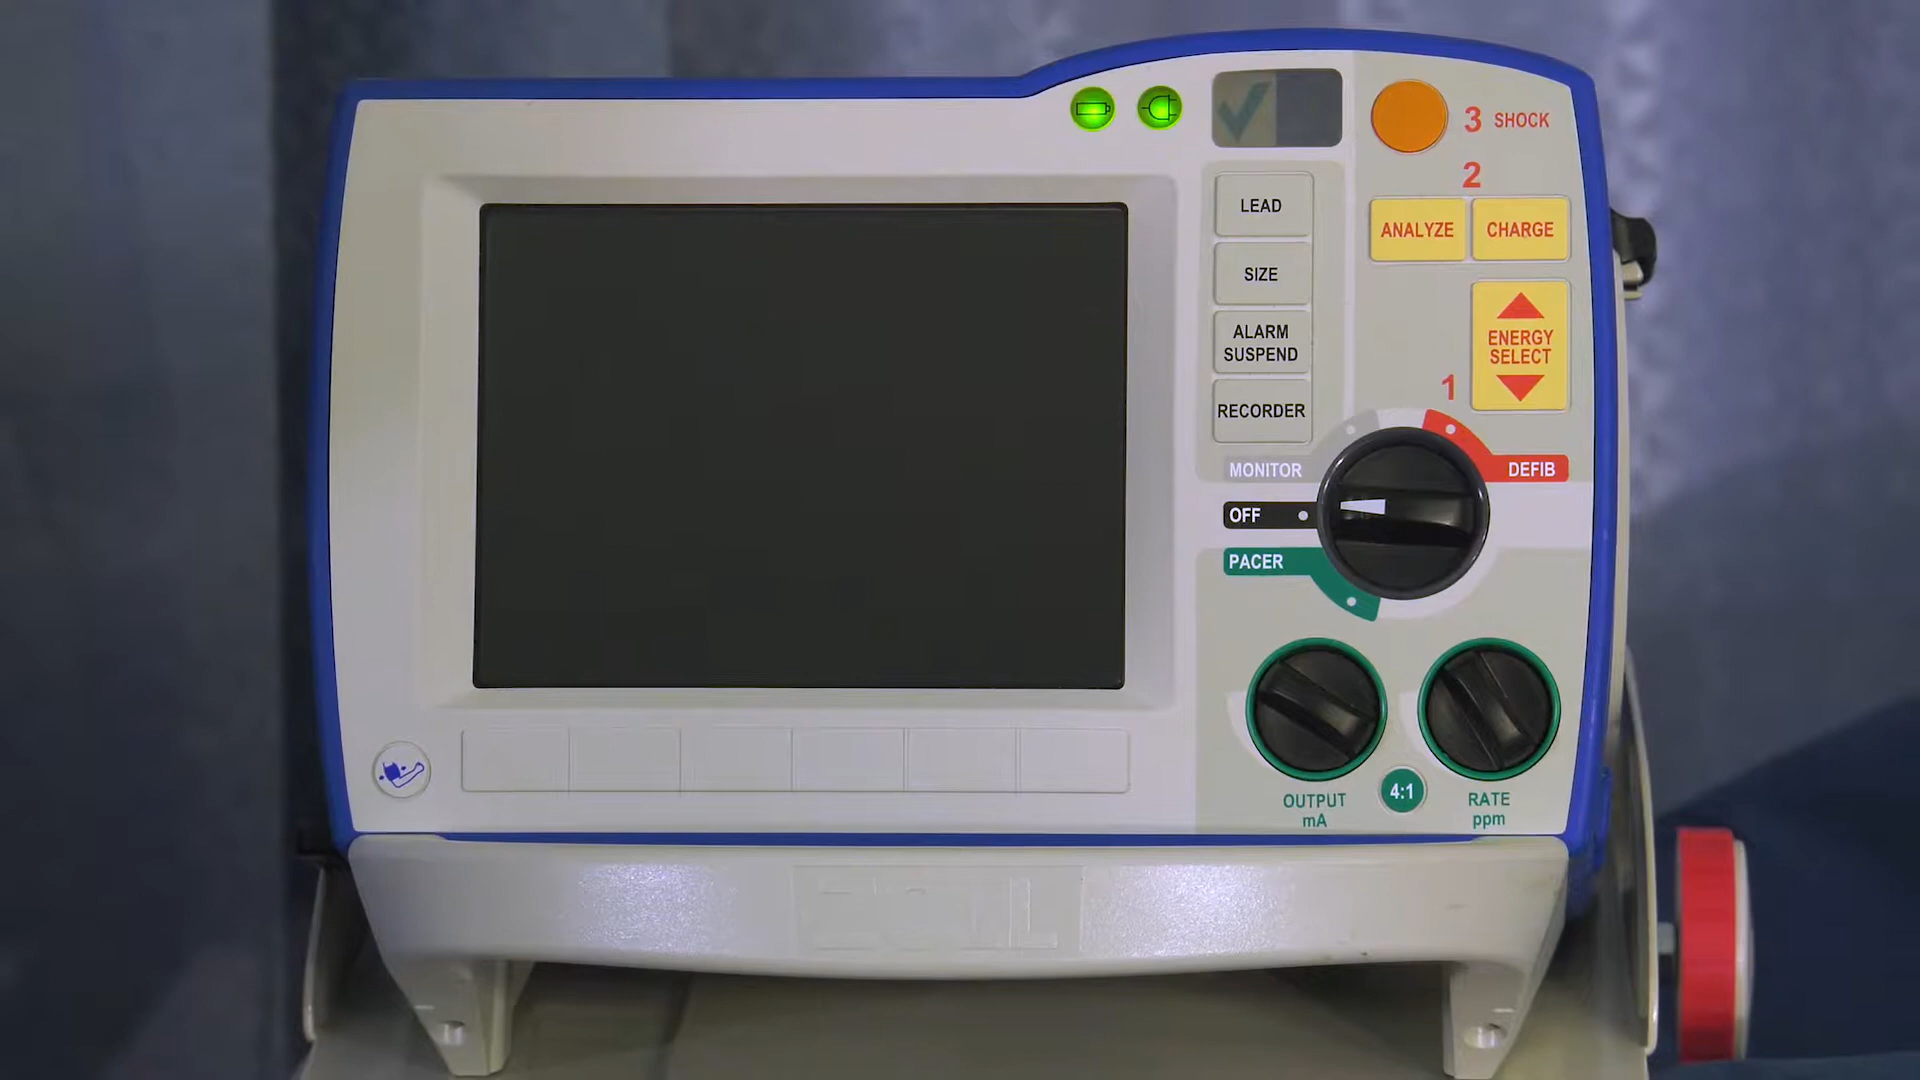 3 SHOCK
2
LEAD
ANALYZE
CHARGE
SIZE
ALARM
SUSPEND
ENERGY
SELECT
1
RECORDER
MONITOR
DEFIB
OFF
PACER
OUTPUT
mA
4:1
RATE
ppm
ZOLL